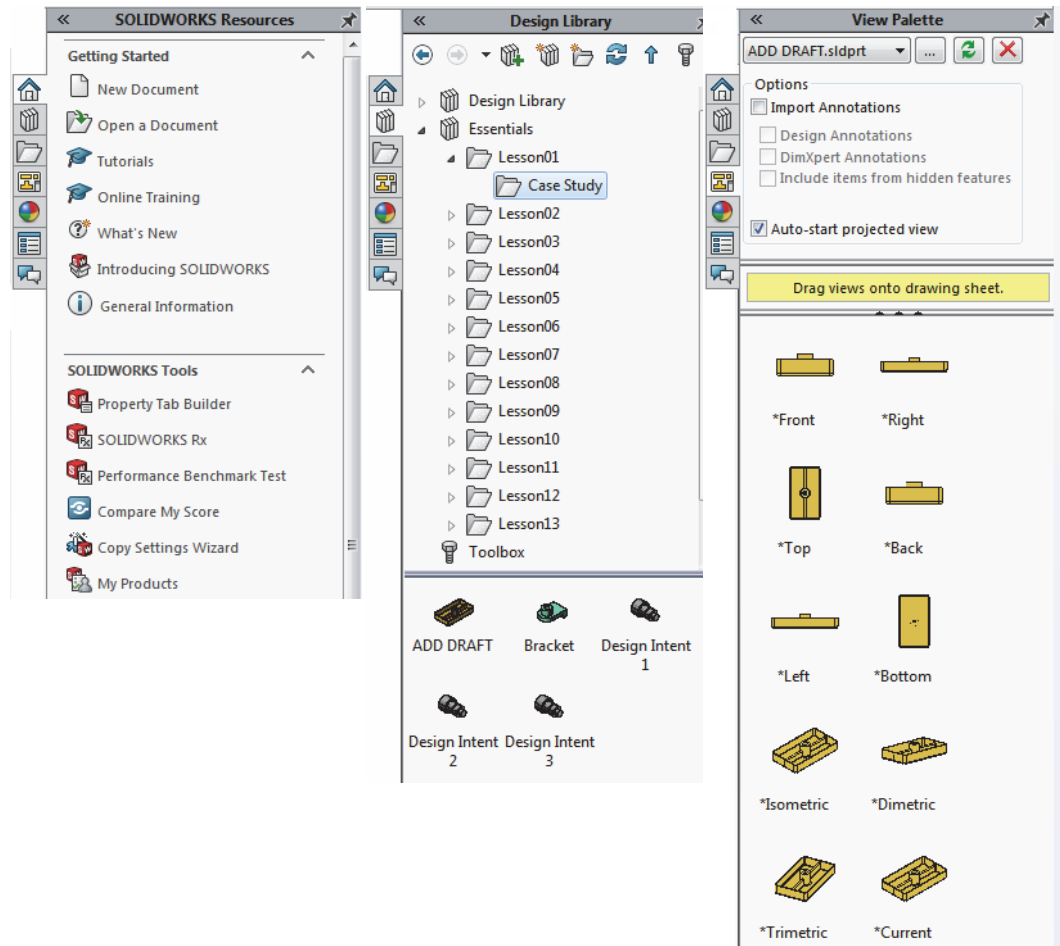 SOLIDWORKS Resources
Getting Started
New Document
Open a Document
Tutorials
Online Training
What's New
Introducing SOLIDWORKS
General Information
SOLIDWORKS Tools
Property Tab Builder
SOLIDWORKS Rx
Performance Benchmark Test
Compare My Score
Copy Settings Wizard
My Products
Design Library
Design Library
Essentials
Lesson01
Case Study
Lesson02
Lesson03
Lesson04
Lesson05
Lesson06
Lesson07
Lesson08
Lesson09
Lesson10
Lesson11
Lesson12
Lesson13
Toolbox
ADD DRAFT
Bracket
Design Intent
1
Design Intent
2
Design Intent
3
View Palette
ADD DRAFT.sldprt
...
Options
Import Annotations
Design Annotations
DimXpert Annotations
Include items from hidden features
Auto-start projected view
Drag views onto drawing sheet.
*Front
*Right
*Top
*Back
*Left
*Bottom
*Isometric
*Dimetric
*Trimetric
*Current